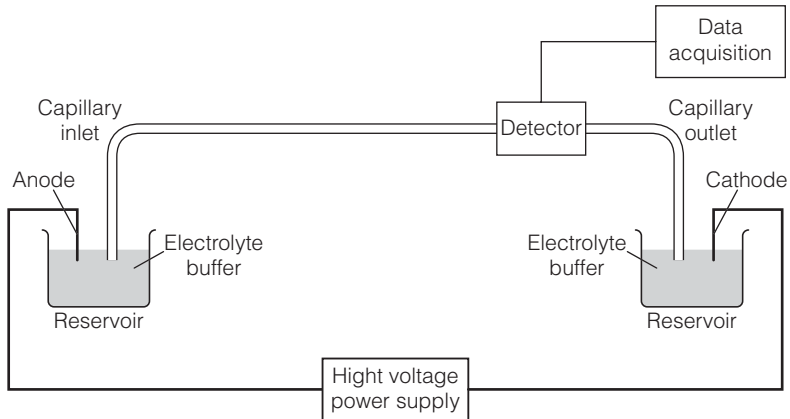 Data
acquisition
Capillary
inlet
Detector
Capillary
outlet
Anode
Cathode
Electrolyte
buffer
Electrolyte
buffer
Reservoir
Reservoir
Hight voltage
power supply